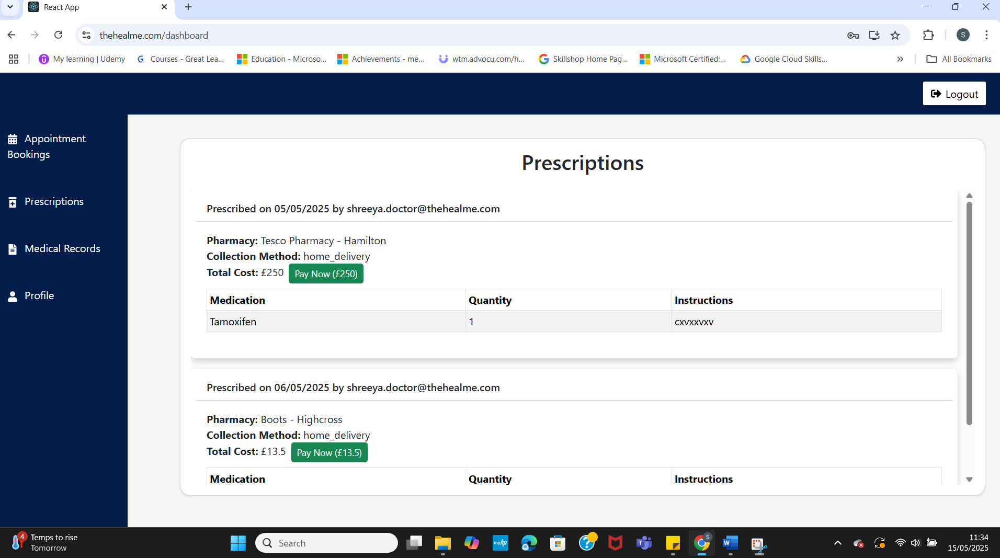 React App
thehealme.com/dashboard
S
My learning | Udemy
Courses - Great Lea...
Education - Microso...
Achievements - me...
wtm.advocu.com/h...
Skillshop Home Pag...
Microsoft Certified:...
Google Cloud Skills...
All Bookmarks
Logout
Appointment
Bookings
Prescriptions
Medical Records
Profile
Prescriptions
Prescribed on 05/05/2025 by shreeya.doctor@thehealme.com
Pharmacy: Tesco Pharmacy - Hamilton
Collection Method: home_delivery
Total Cost: £250 Pay Now (£250)
Medication Quantity Instructions
Tamoxifen 1 cxvxxvxv
Prescribed on 06/05/2025 by shreeya.doctor@thehealme.com
Pharmacy: Boots - Highcross
Collection Method: home_delivery
Total Cost: £13.5 Pay Now (£13.5)
Medication Quantity Instructions
4
Temps to rise
Tomorrow
Search
myhp
S
11:34
15/05/2025